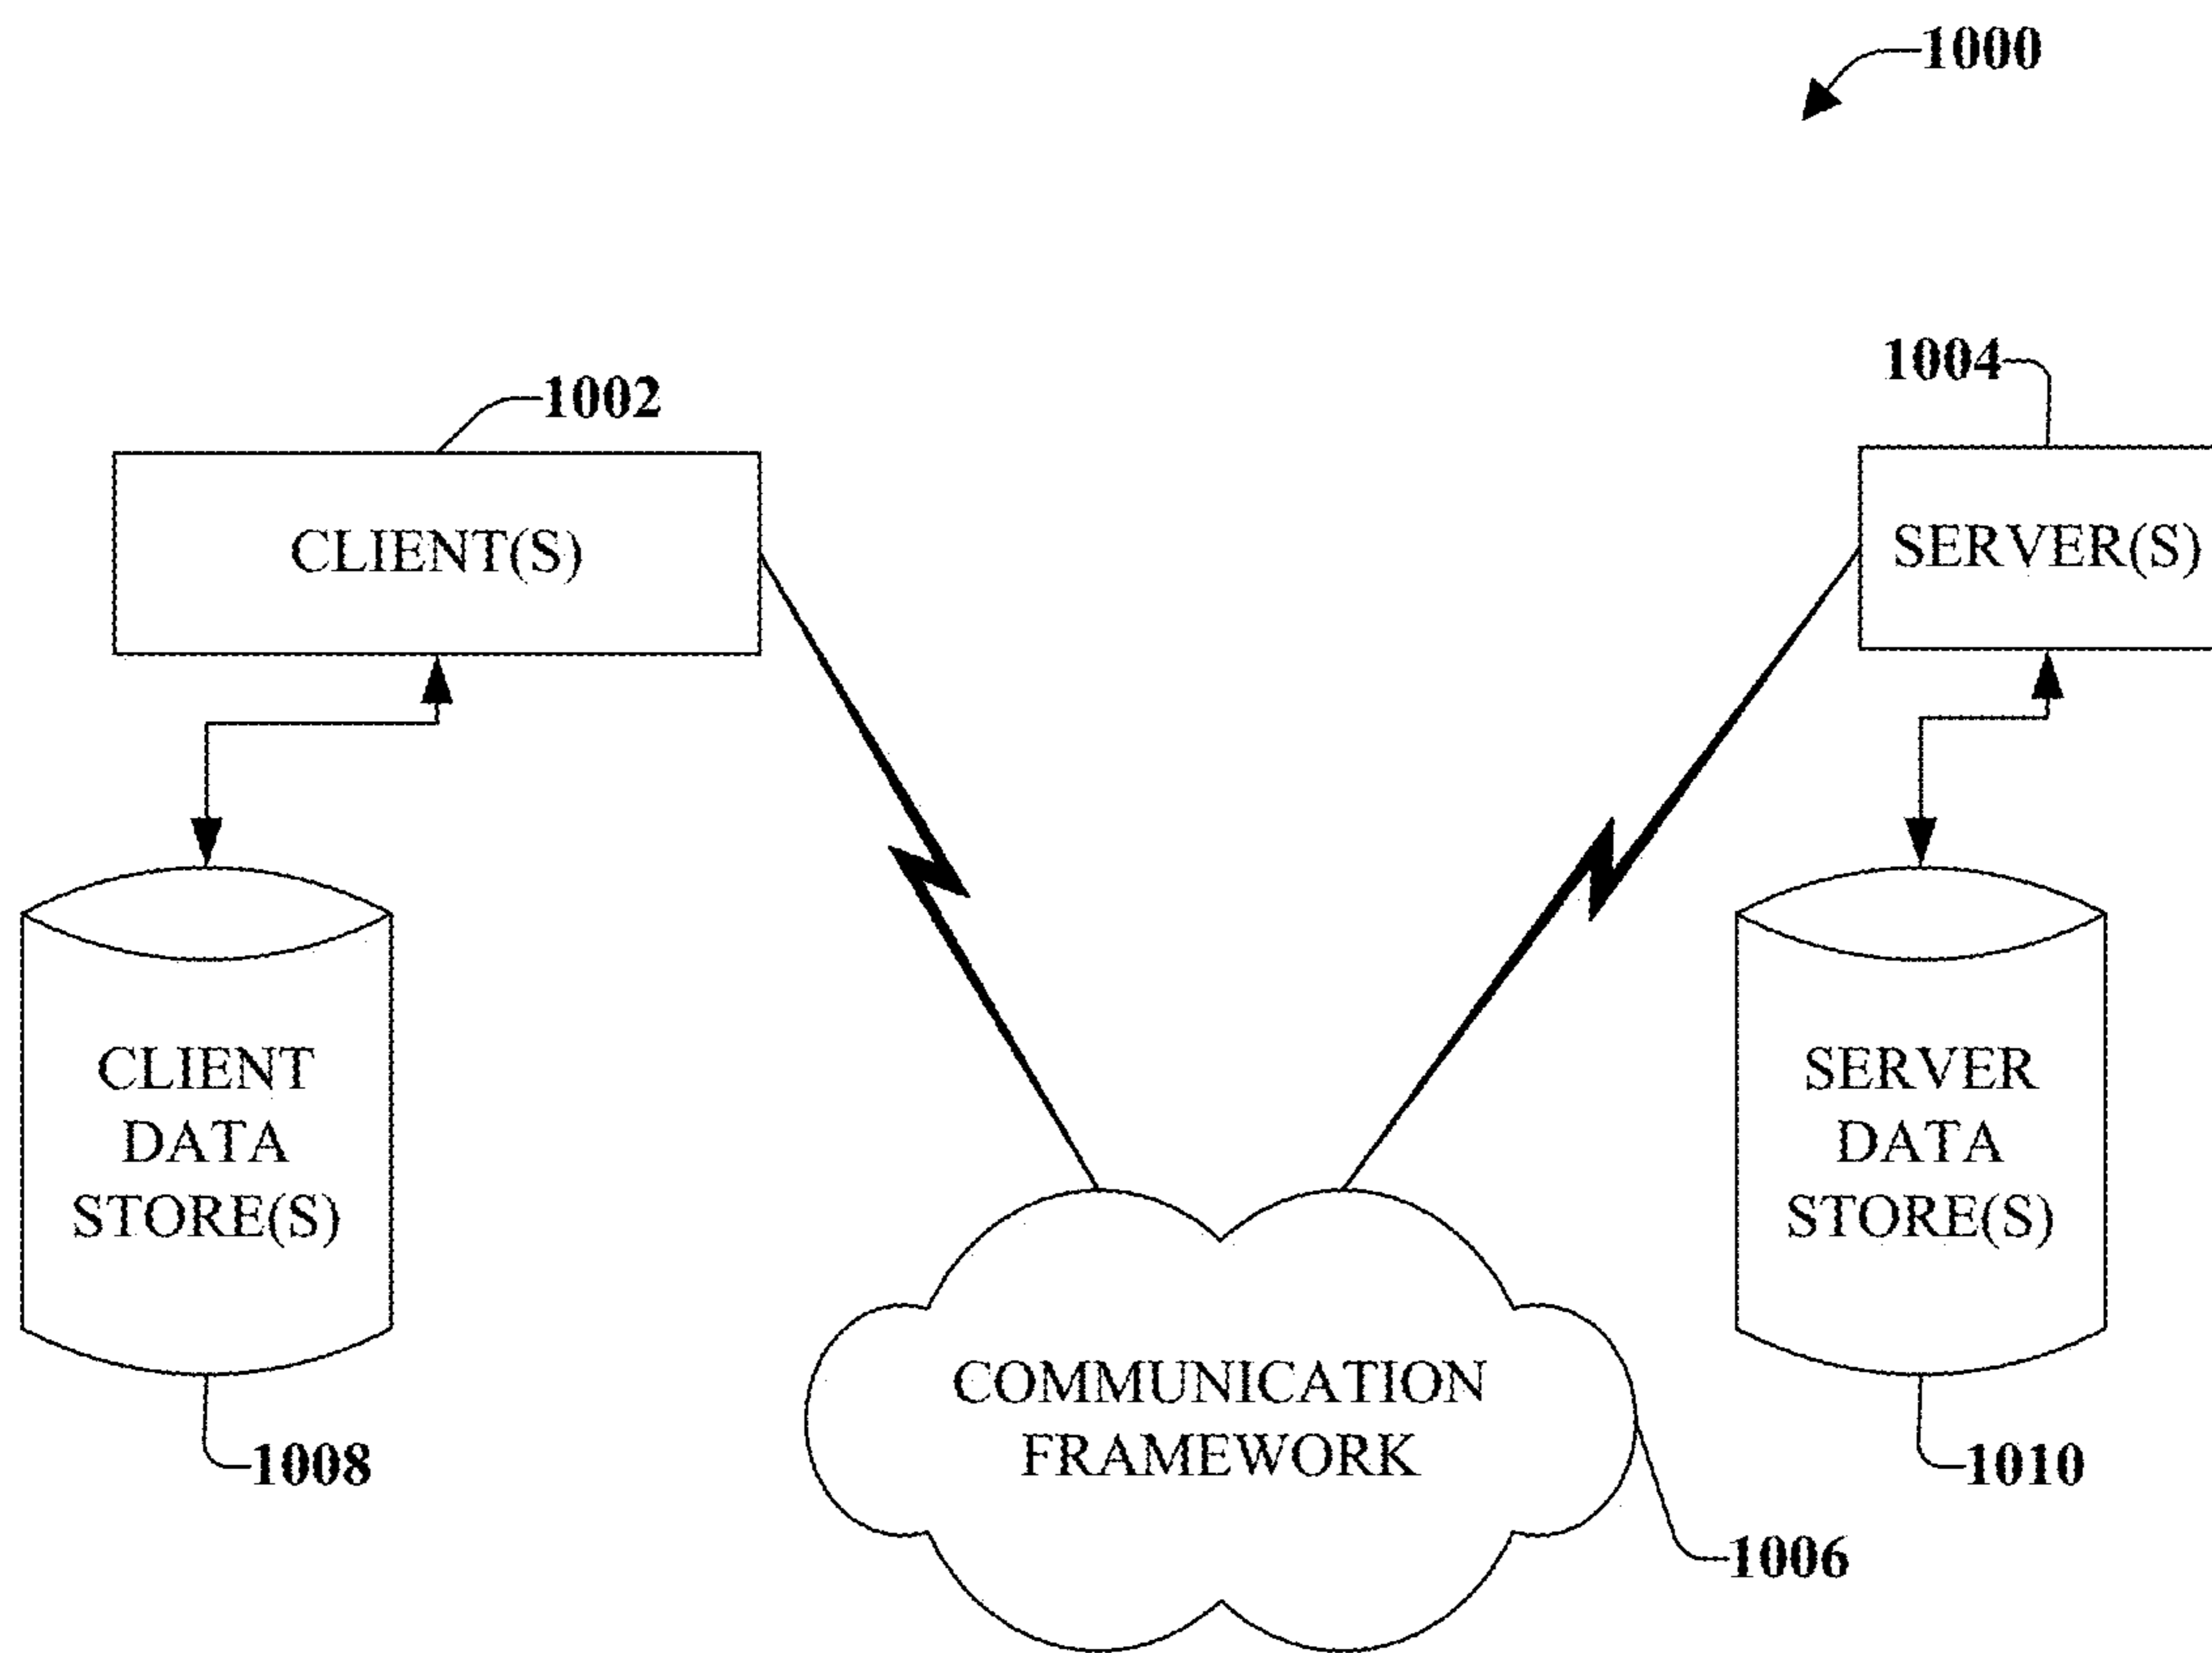 1000
1002
1004
CLIENT(S)
SERVER(S)
CLIENT
DATA
STORE(S)
SERVER
DATA
STORE(S)
COMMUNICATION
FRAMEWORK
1008
1010
1006